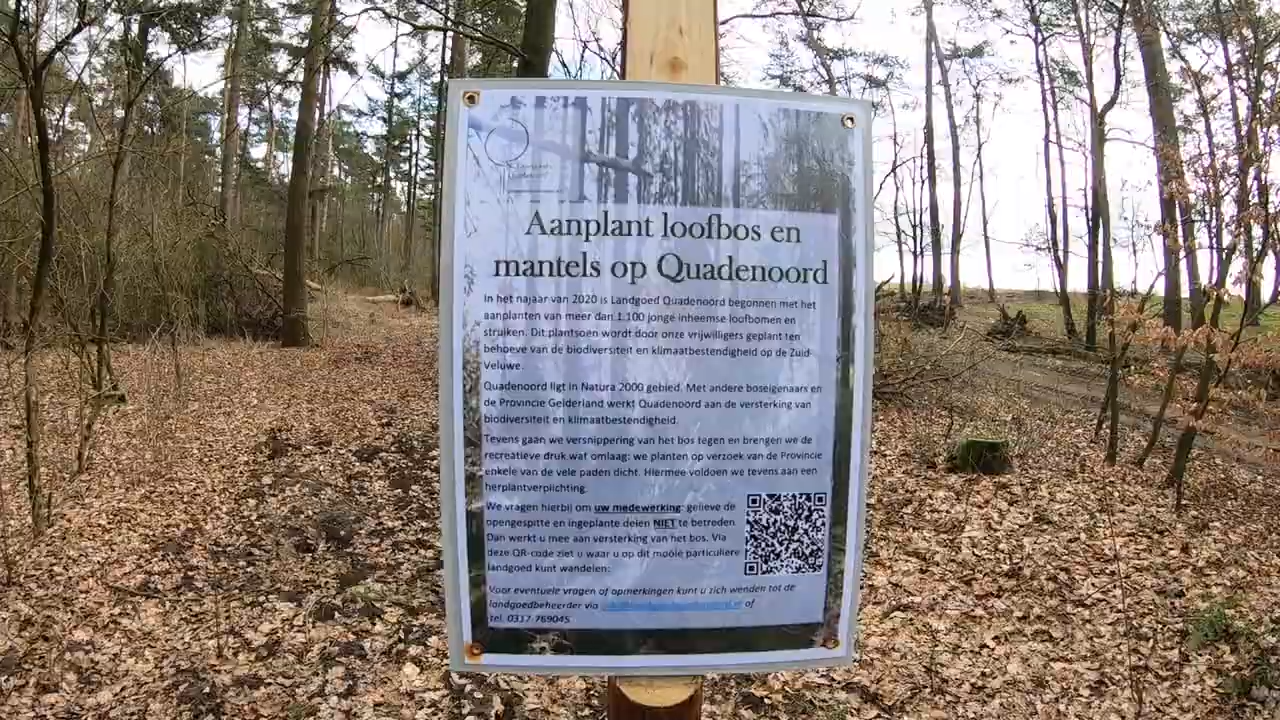 Aanplant loofbos en
mantels op Quadenoord
In het najaar van 2020 is Landgoed Quadenoord begonnen met het
aanplanten van meer dan 1.100 jonge inheemse loofbomen en
struiken. Dit plantsoen wordt door onze vrijwilligers geplant ten
behoeve van de biodiversiteit en klimaatbestendigheid op de Zuid-
Veluwe.
Quadenoord ligt in Natura 2000 gebied. Met andere boseigenaars en
de Provincie Gelderland werkt Quadenoord aan de versterking van
biodiversiteit en klimaatbestendigheid.
Tevens gaan we versnippering van het bos tegen en brengen we de
recreatieve druk wat omlaag: we planten op verzoek van de Provincie
enkele van de vele paden dicht. Hiermee voldoen we tevens aan een
herplantverplichting.
We vragen hierbij om uw medewerking: gelieve de
opengespitte en ingeplante delen NIET te betreden.
Dan werkt u mee aan versterking van het bos. Via
deze QR-code ziet u waar u op dit mooie particuliere
landgoed kunt wandelen:
Voor eventuele vragen of opmerkingen kunt u zich wenden tot de
landgoedbeheerder via of
tel. 0317-769045